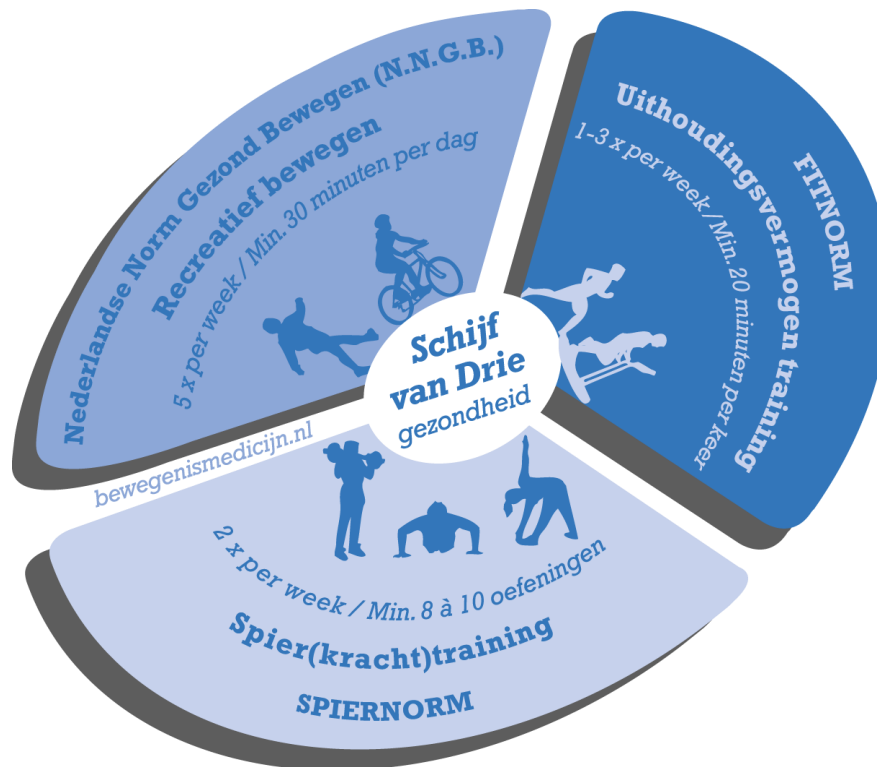 Nederlandse Norm Gezond Bewegen (N.N.G.B.)
Recreatief bewegen
5 x per week / Min. 30 minuten per dag
FITNORM
Uithoudingsvermogen training
1-3 x per week / Min. 20 minuten per keer
Schijf
van Drie
gezondheid
bewegenismedicijn.nl
2 x per week / Min. 8 à 10 oefeningen
Spier(kracht)training
SPIERNORM